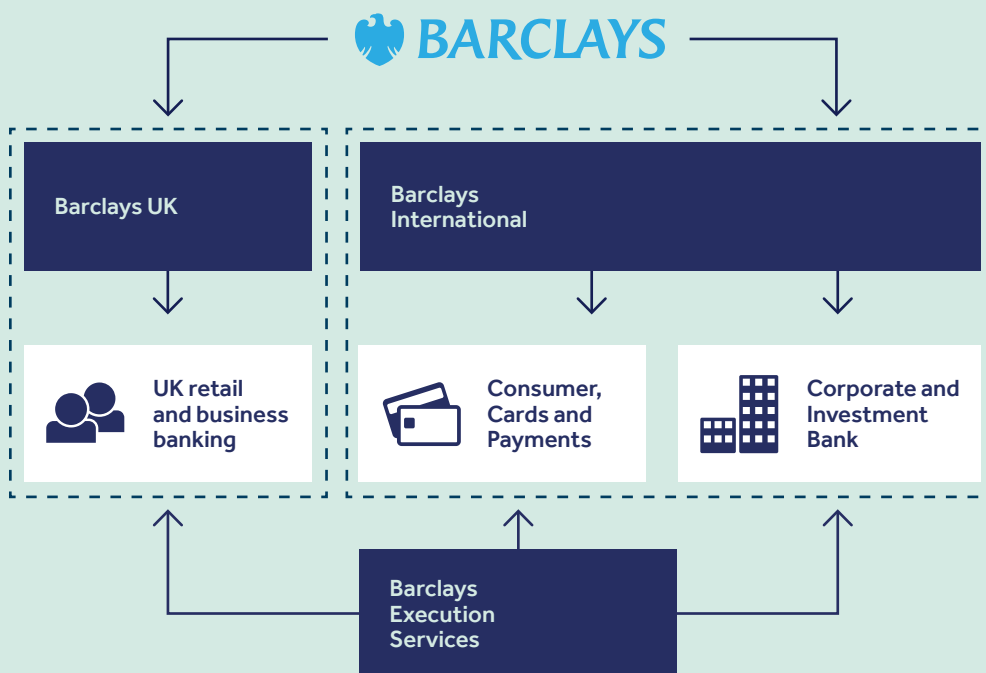 BARCLAYS
Barclays UK
Barclays
International
UK retail
and business
banking
Consumer,
Cards and
Payments
Corporate and
Investment
Bank
Barclays
Execution
Services